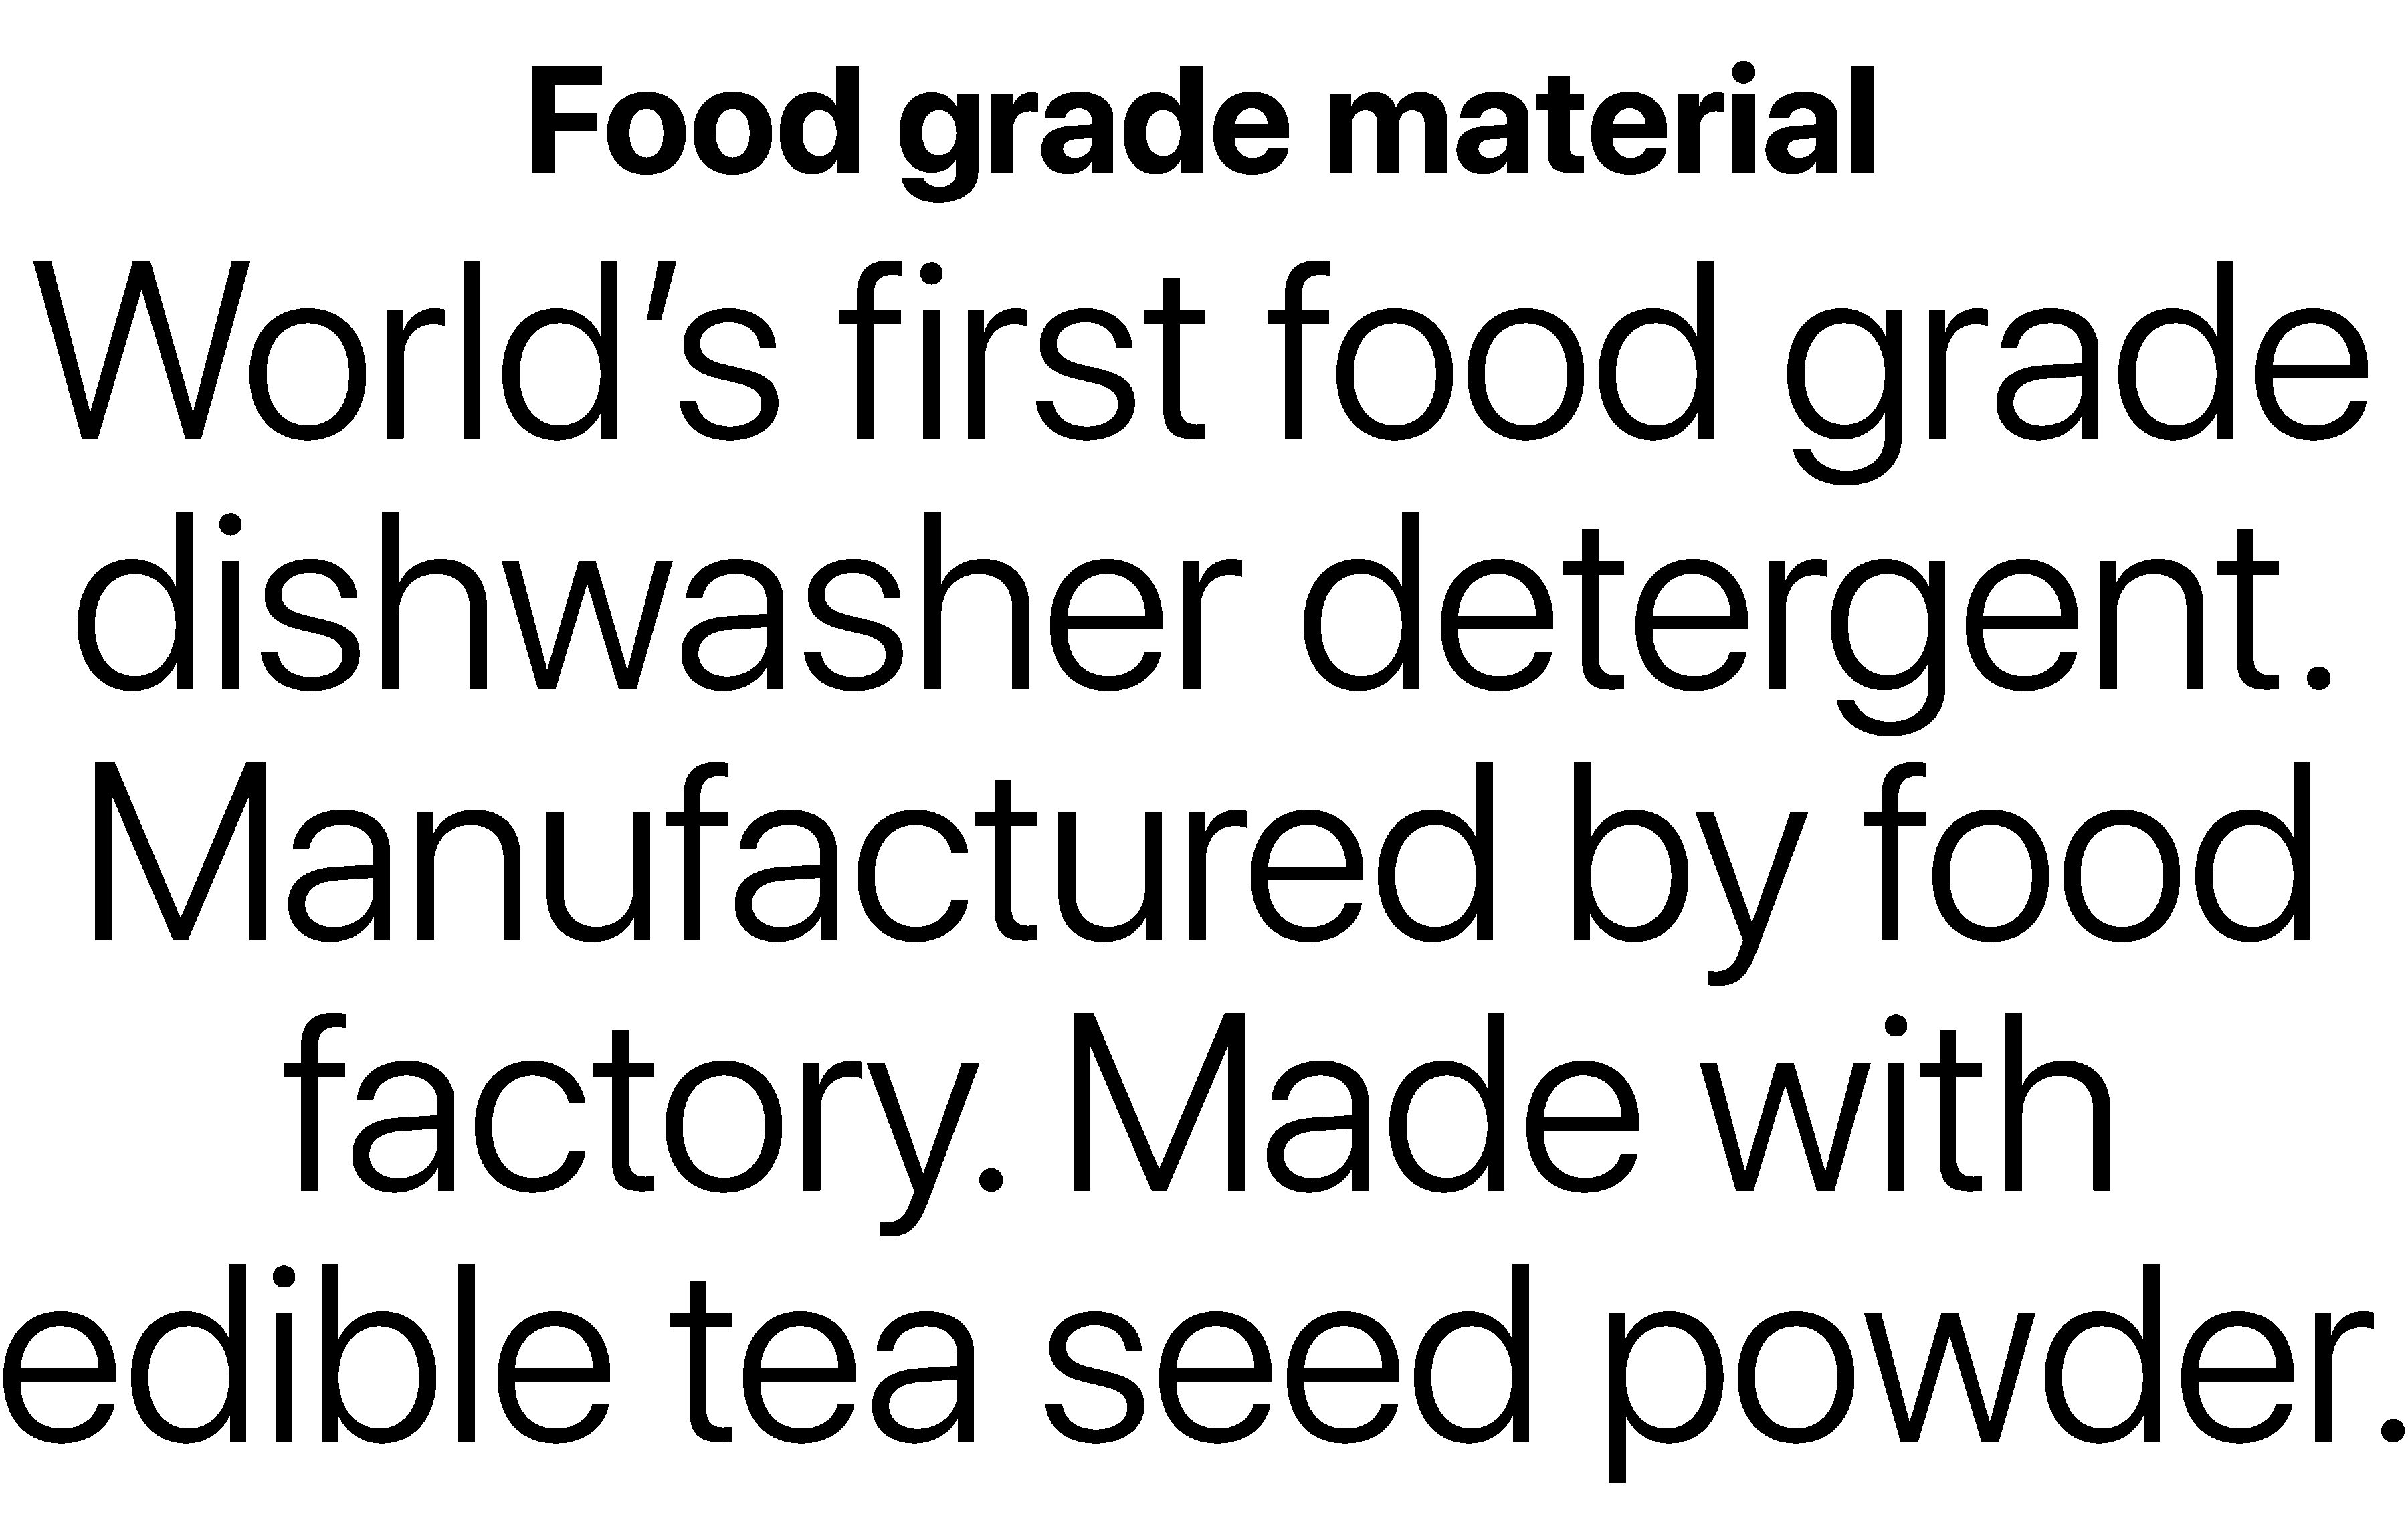 Food grade material
World’s first food grade
dishwasher detergent.
Manufactured by food
factory. Made with
edible tea seed powder.